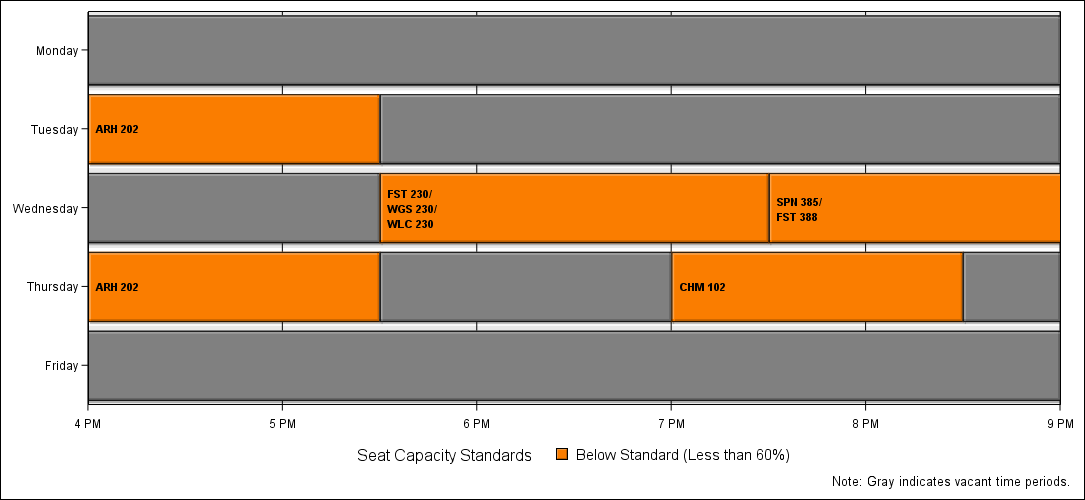 Monday
Tuesday
ARH 202
Wednesday
FST 230/
WGS 230/
WLC 230
SPN 385/
FST 388
Thursday
ARH 202
CHM 102
Friday
4 PM 5 PM 6 PM 7 PM 8 PM 9 PM
Seat Capacity Standards Below Standard (Less than 60%)
Note: Gray indicates vacant time periods.